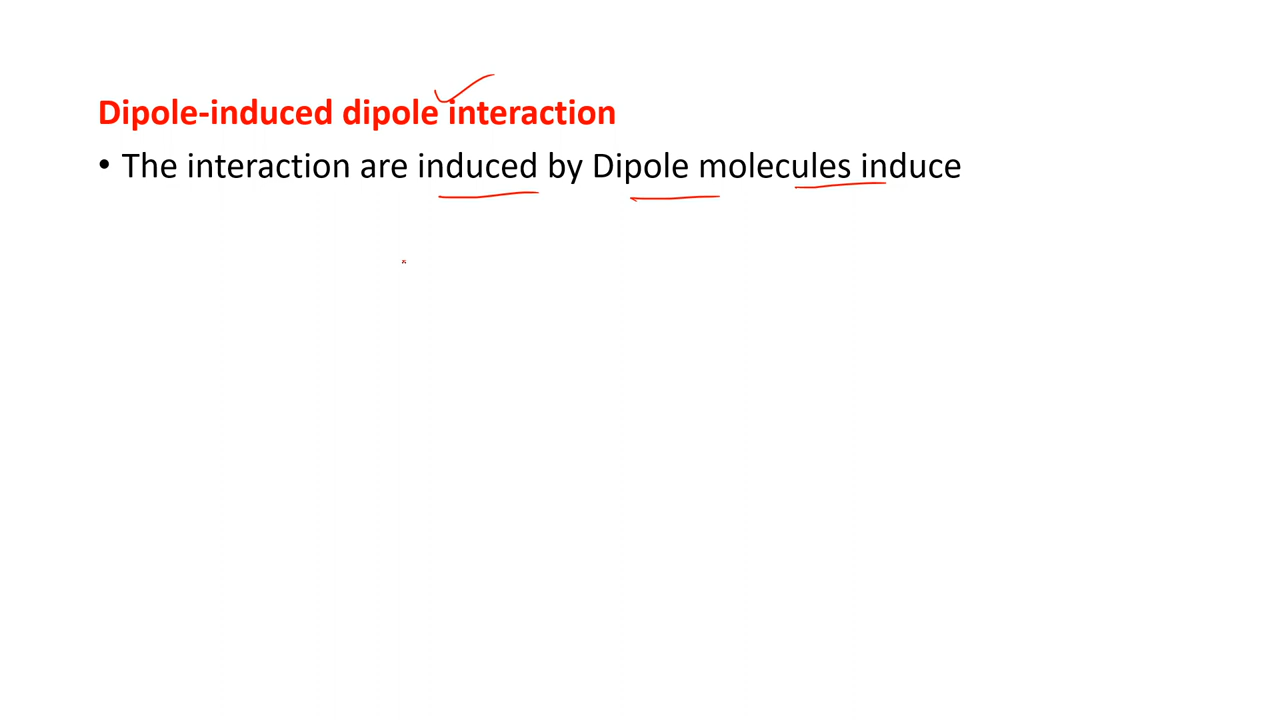 Dipole-induced dipole interaction
• The interaction are induced by Dipole molecules induce